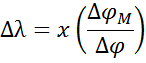 Δλ = x (Δφ_M / Δφ)